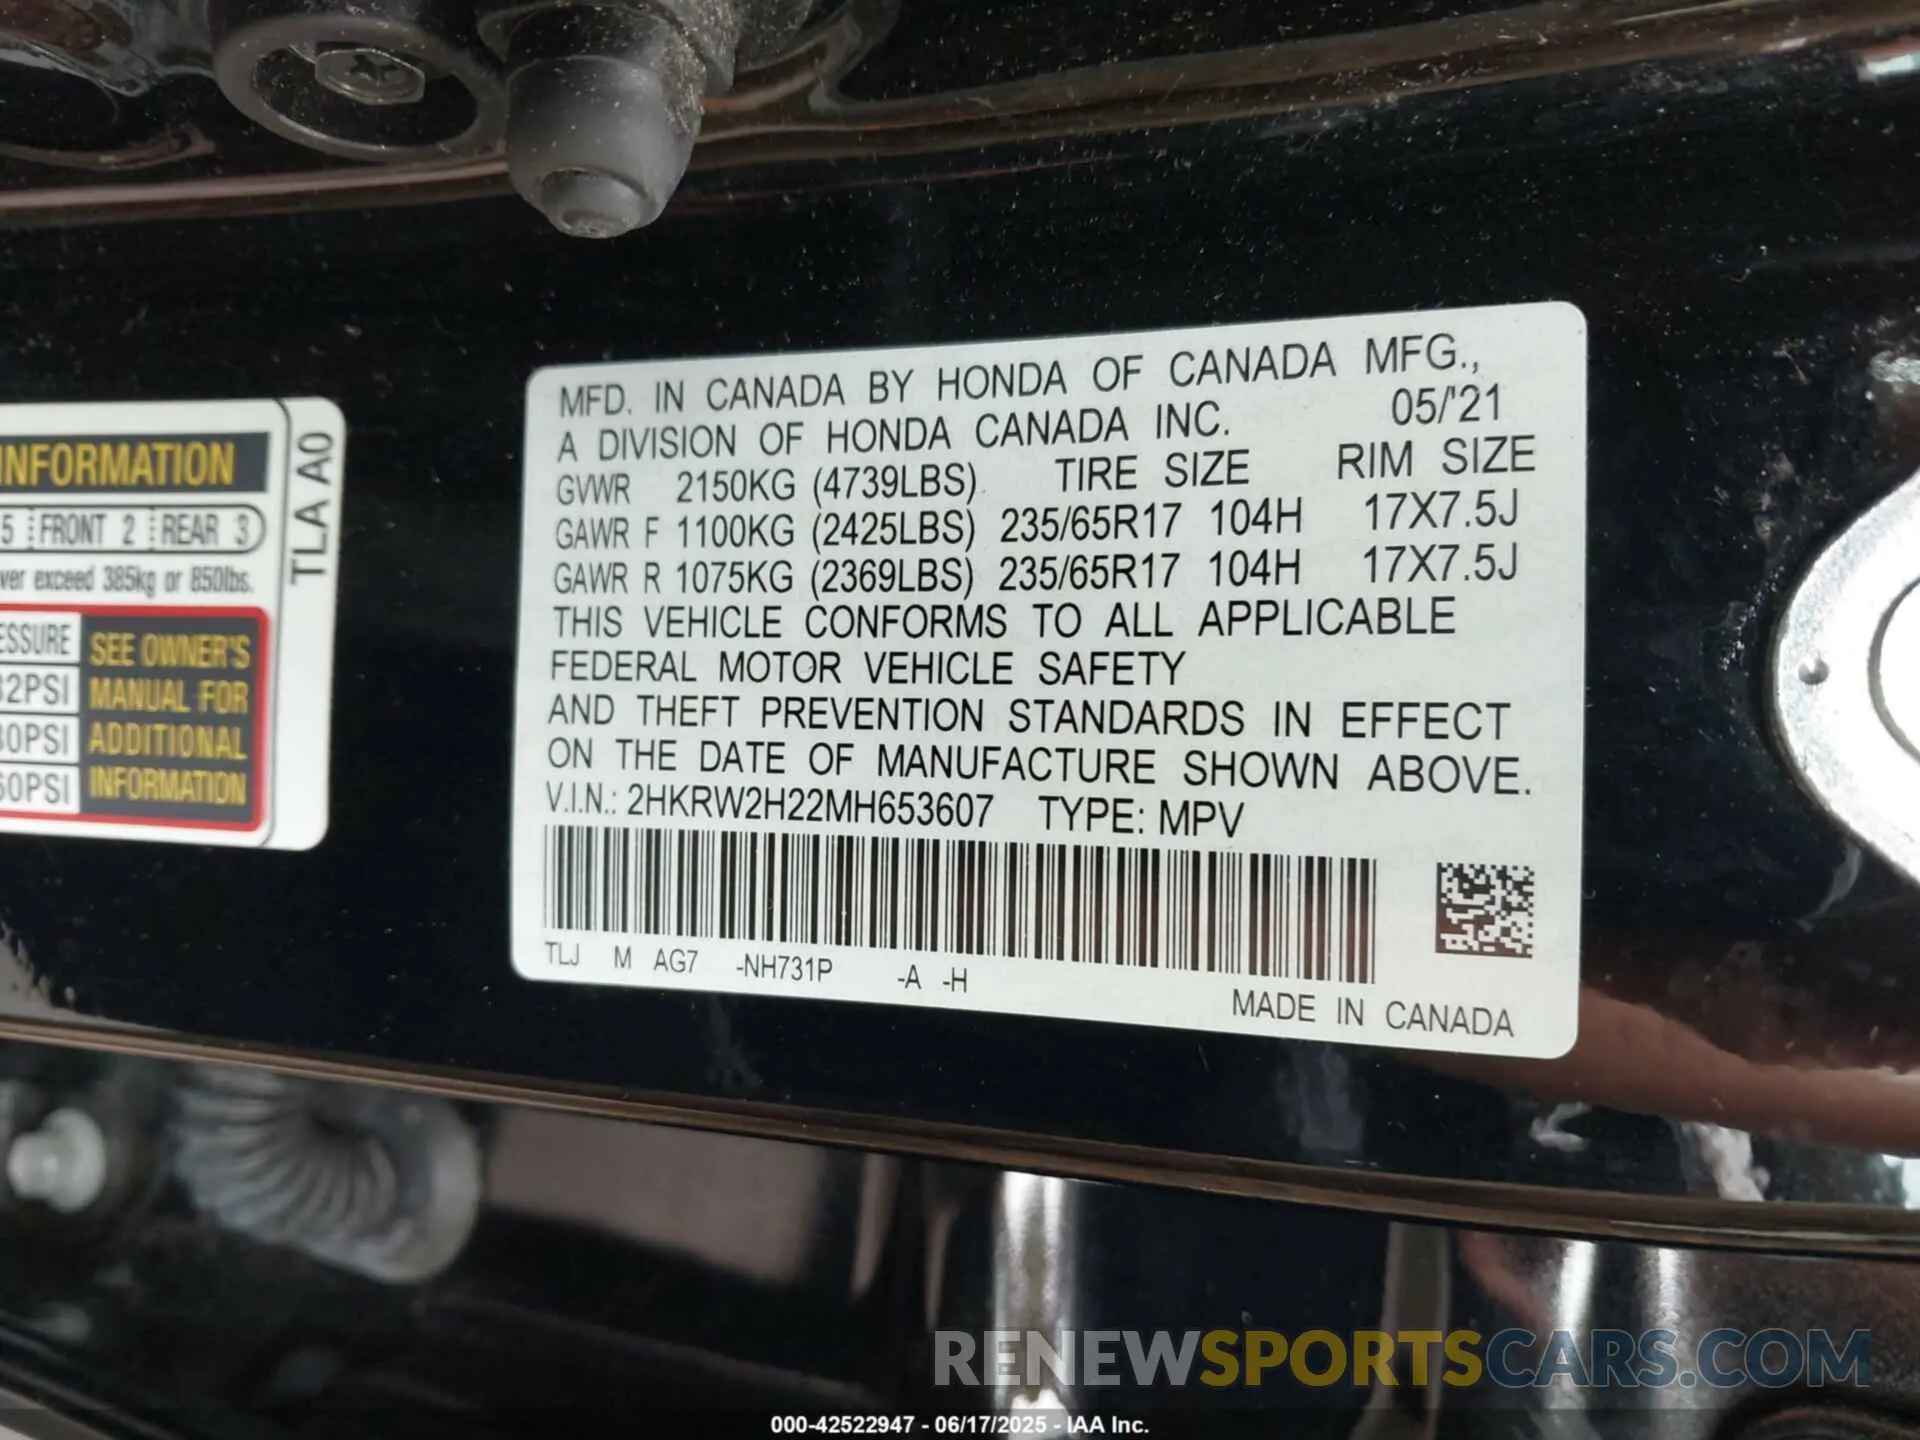 INFORMATION
5 FRONT 2 REAR 3
ver exceed 385kg or 850lbs.
ESSURE
32PSI
30PSI
60PSI
SEE OWNER'S
MANUAL FOR
ADDITIONAL
INFORMATION
TLA A0
MFD. IN CANADA BY HONDA OF CANADA MFG.,
A DIVISION OF HONDA CANADA INC. 05/'21
GVWR 2150KG (4739LBS) TIRE SIZE RIM SIZE
GAWR F 1100KG (2425LBS) 235/65R17 104H 17X7.5J
GAWR R 1075KG (2369LBS) 235/65R17 104H 17X7.5J
THIS VEHICLE CONFORMS TO ALL APPLICABLE
FEDERAL MOTOR VEHICLE SAFETY
AND THEFT PREVENTION STANDARDS IN EFFECT
ON THE DATE OF MANUFACTURE SHOWN ABOVE.
V.I.N.: 2HKRW2H22MH653607 TYPE: MPV
TLJ M AG7 -NH731P -A -H
MADE IN CANADA
RENEWSPORTSCARS.COM
000-42522947 - 06/17/2025 - IAA Inc.